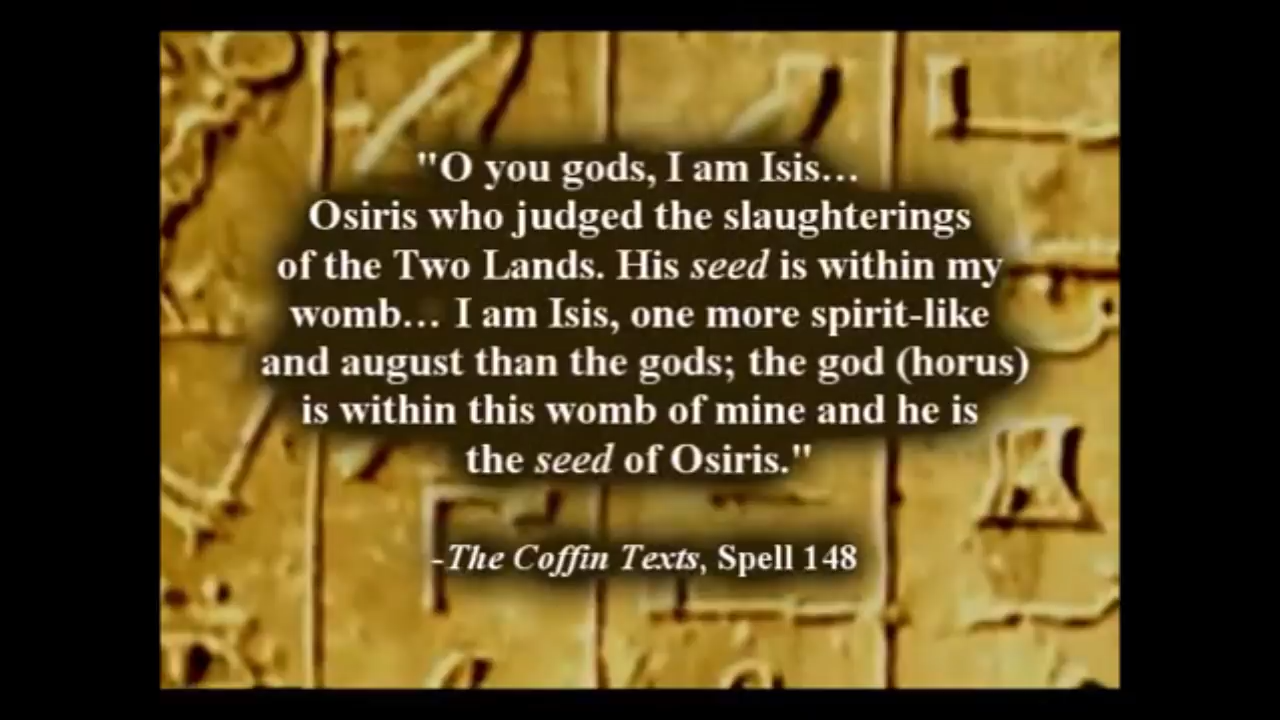 "O you gods, I am Isis…
Osiris who judged the slaughterings
of the Two Lands. His seed is within my
womb… I am Isis, one more spirit-like
and august than the gods; the god (horus)
is within this womb of mine and he is
the seed of Osiris."
-The Coffin Texts, Spell 148